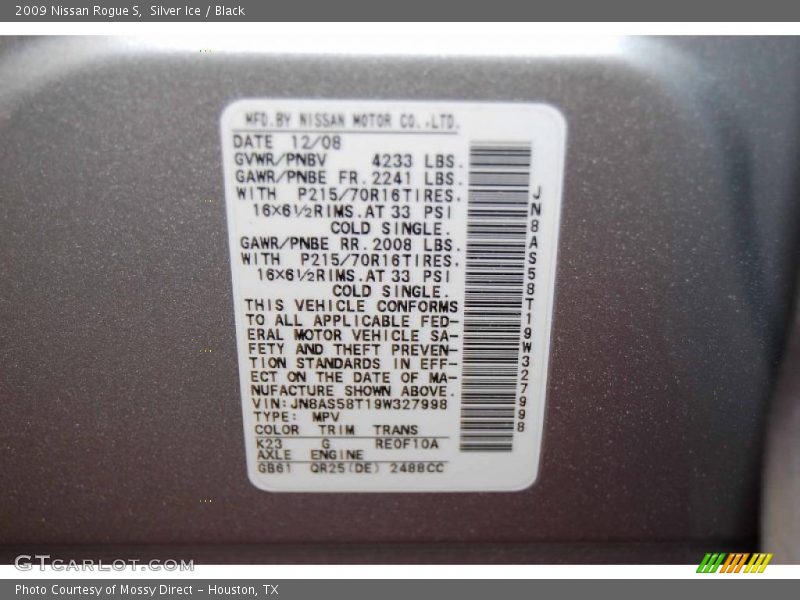 2009 Nissan Rogue S,  Silver Ice / Black
MFD.BY NISSAN MOTOR CO.,LTD.
DATE 12/08
GVWR/PNBV 4233 LBS.
GAWR/PNBE FR.2241 LBS.
WITH P215/70R16TIRES.
16X6½RIMS.AT 33 PSI
COLD SINGLE.
GAWR/PNBE RR.2008 LBS.
WITH P215/70R16TIRES.
16X6½RIMS.AT 33 PSI
COLD SINGLE.
THIS VEHICLE CONFORMS
TO ALL APPLICABLE FED-
ERAL MOTOR VEHICLE SA-
FETY AND THEFT PREVEN-
TION STANDARDS IN EFF-
ECT ON THE DATE OF MA-
NUFACTURE SHOWN ABOVE.
VIN:JN8AS58T19W327998
TYPE: MPV
COLOR TRIM TRANS
K23 G RE0F10A
AXLE ENGINE
GB61 QR25(DE) 2488CC
JN8AS58T19W327998
GTCARLOT.COM
Photo Courtesy of Mossy Direct - Houston, TX